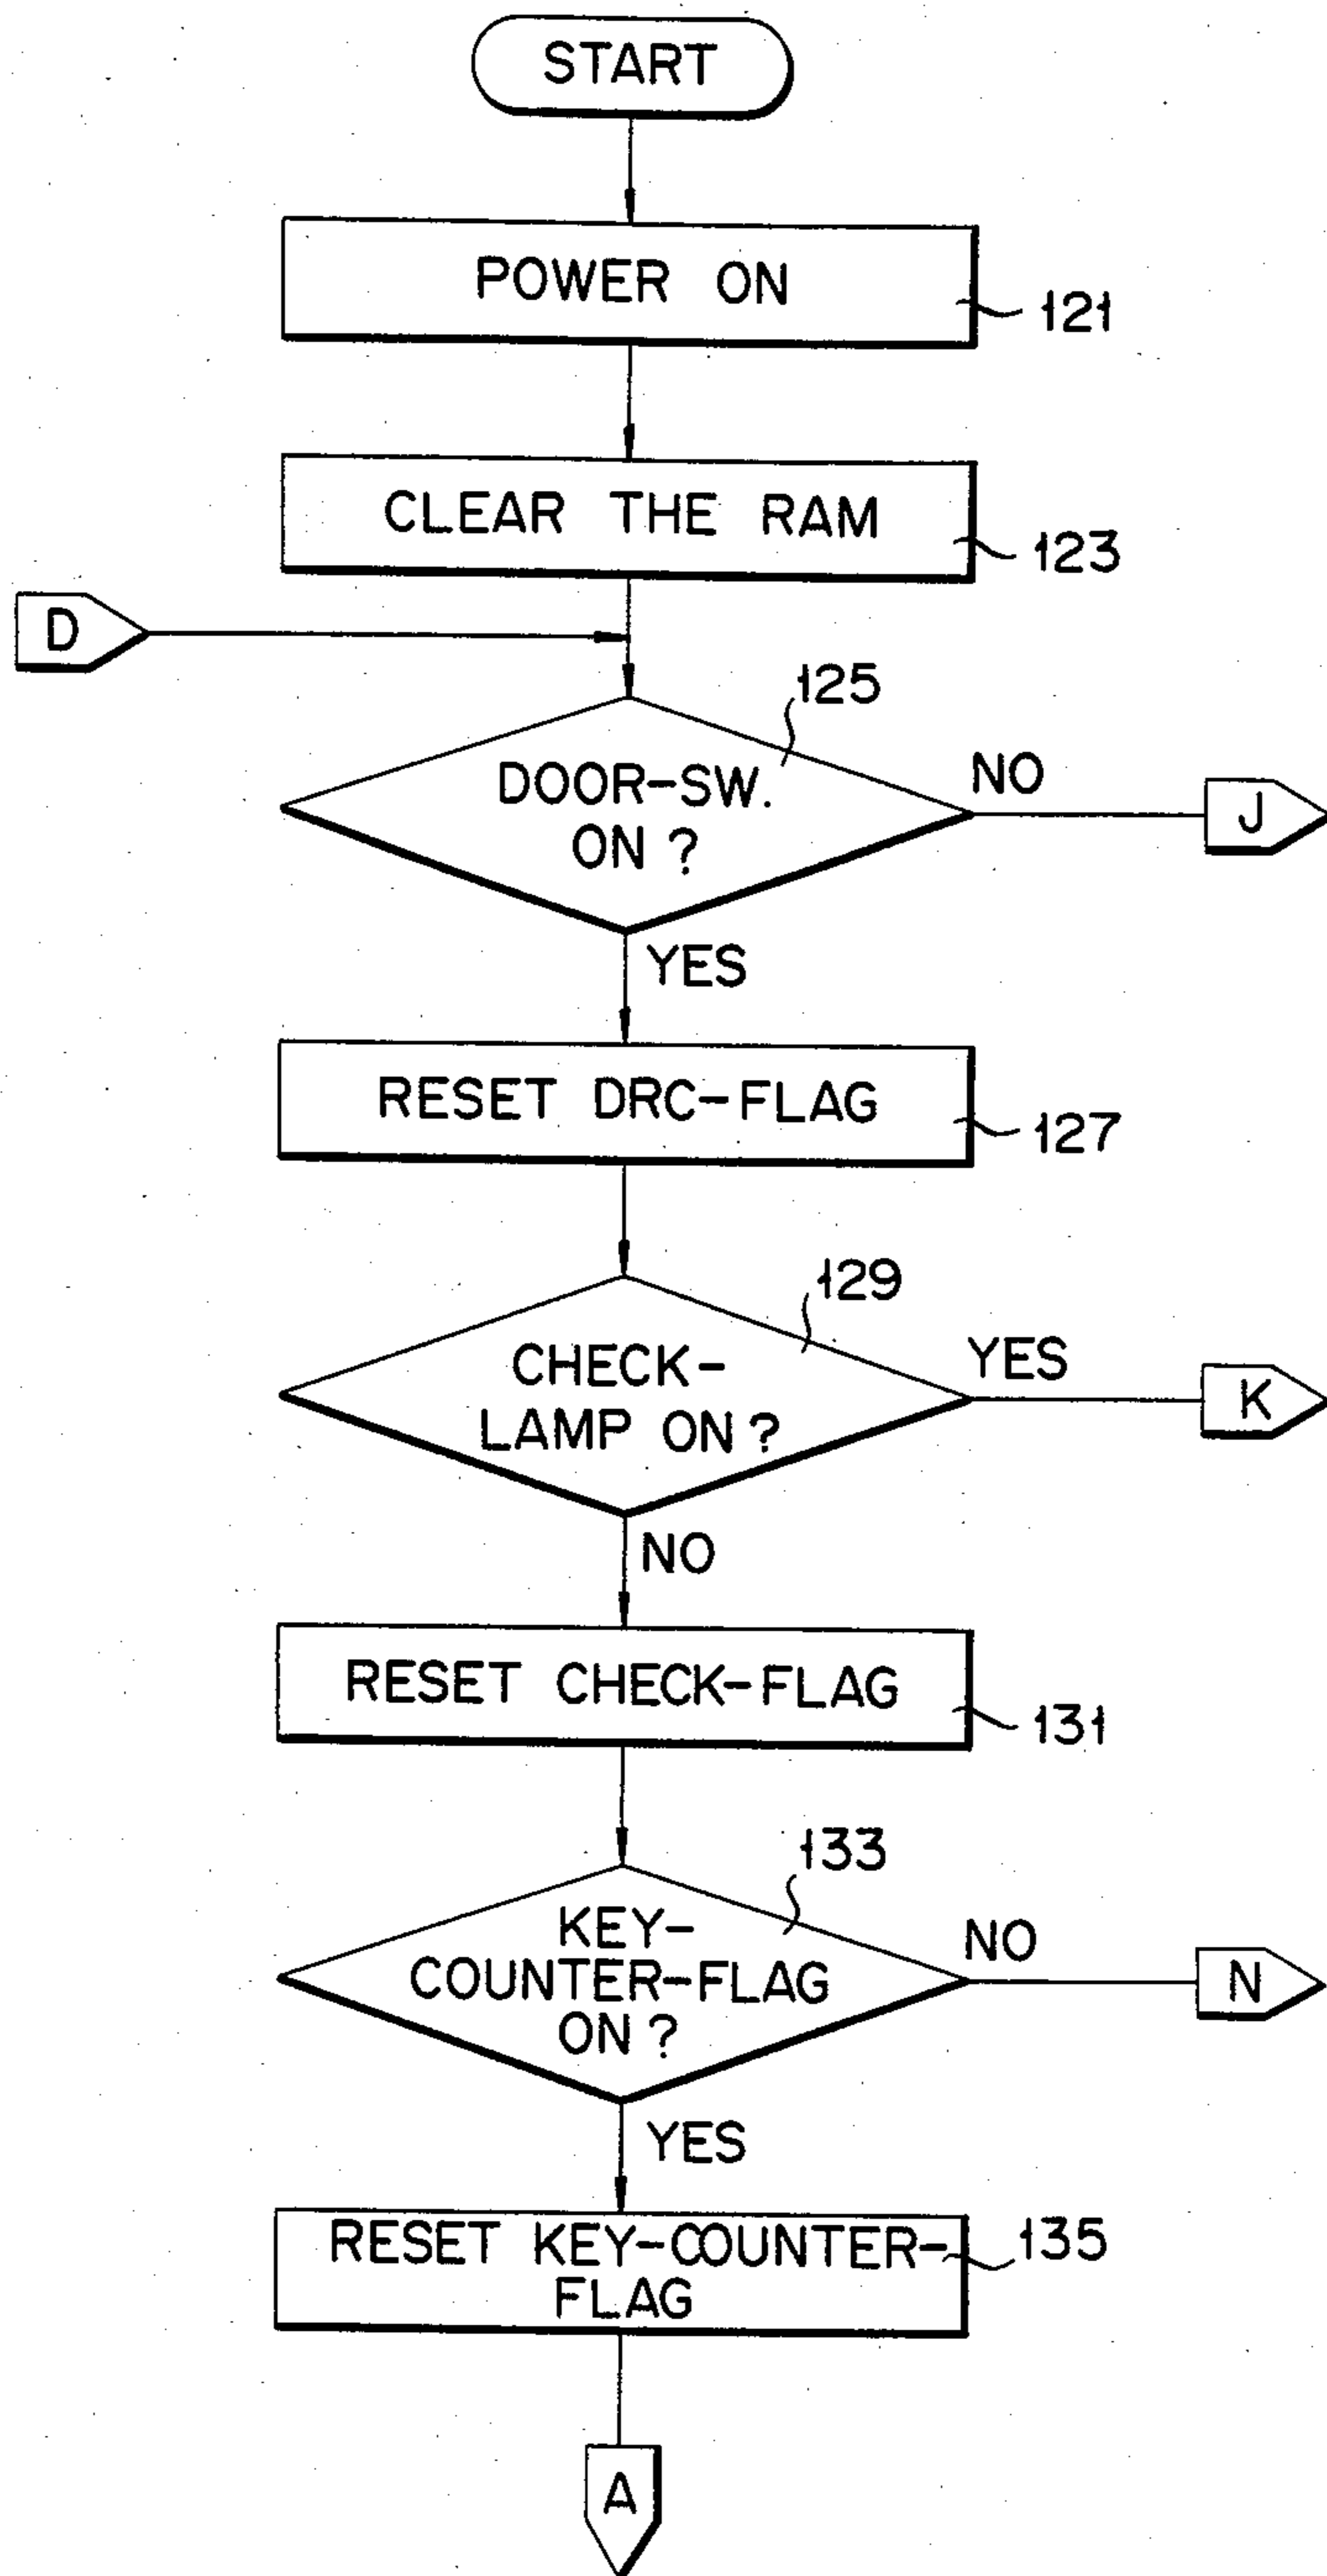 START
POWER ON
121
CLEAR THE RAM
123
D
125
DOOR-SW.
ON ?
NO
J
YES
RESET DRC-FLAG
127
129
CHECK-
LAMP ON ?
YES
K
NO
RESET CHECK-FLAG
131
133
KEY-
COUNTER-FLAG
ON ?
NO
N
YES
RESET KEY-COUNTER-
FLAG
135
A